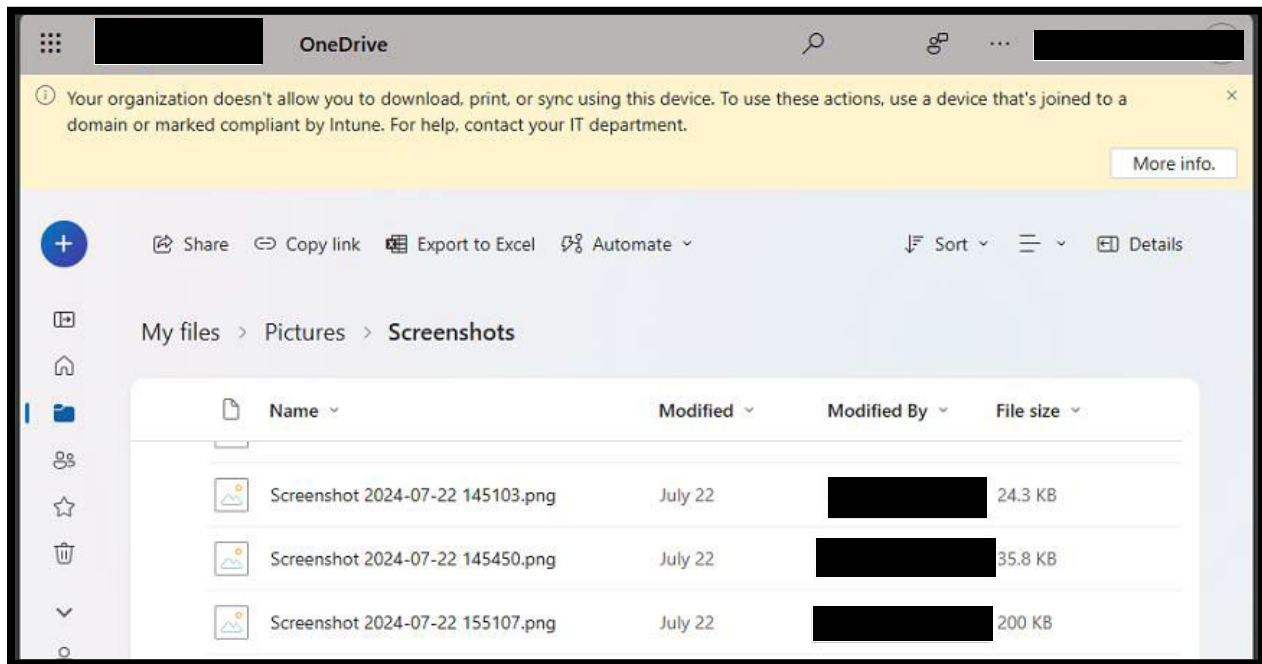 OneDrive
Your organization doesn't allow you to download, print, or sync using this device. To use these actions, use a device that's joined to a
domain or marked compliant by Intune. For help, contact your IT department.
More info.
Share Copy link Export to Excel Automate Sort Details
My files > Pictures > Screenshots
Name Modified Modified By File size
Screenshot 2024-07-22 145103.png July 22 24.3 KB
Screenshot 2024-07-22 145450.png July 22 35.8 KB
Screenshot 2024-07-22 155107.png July 22 200 KB